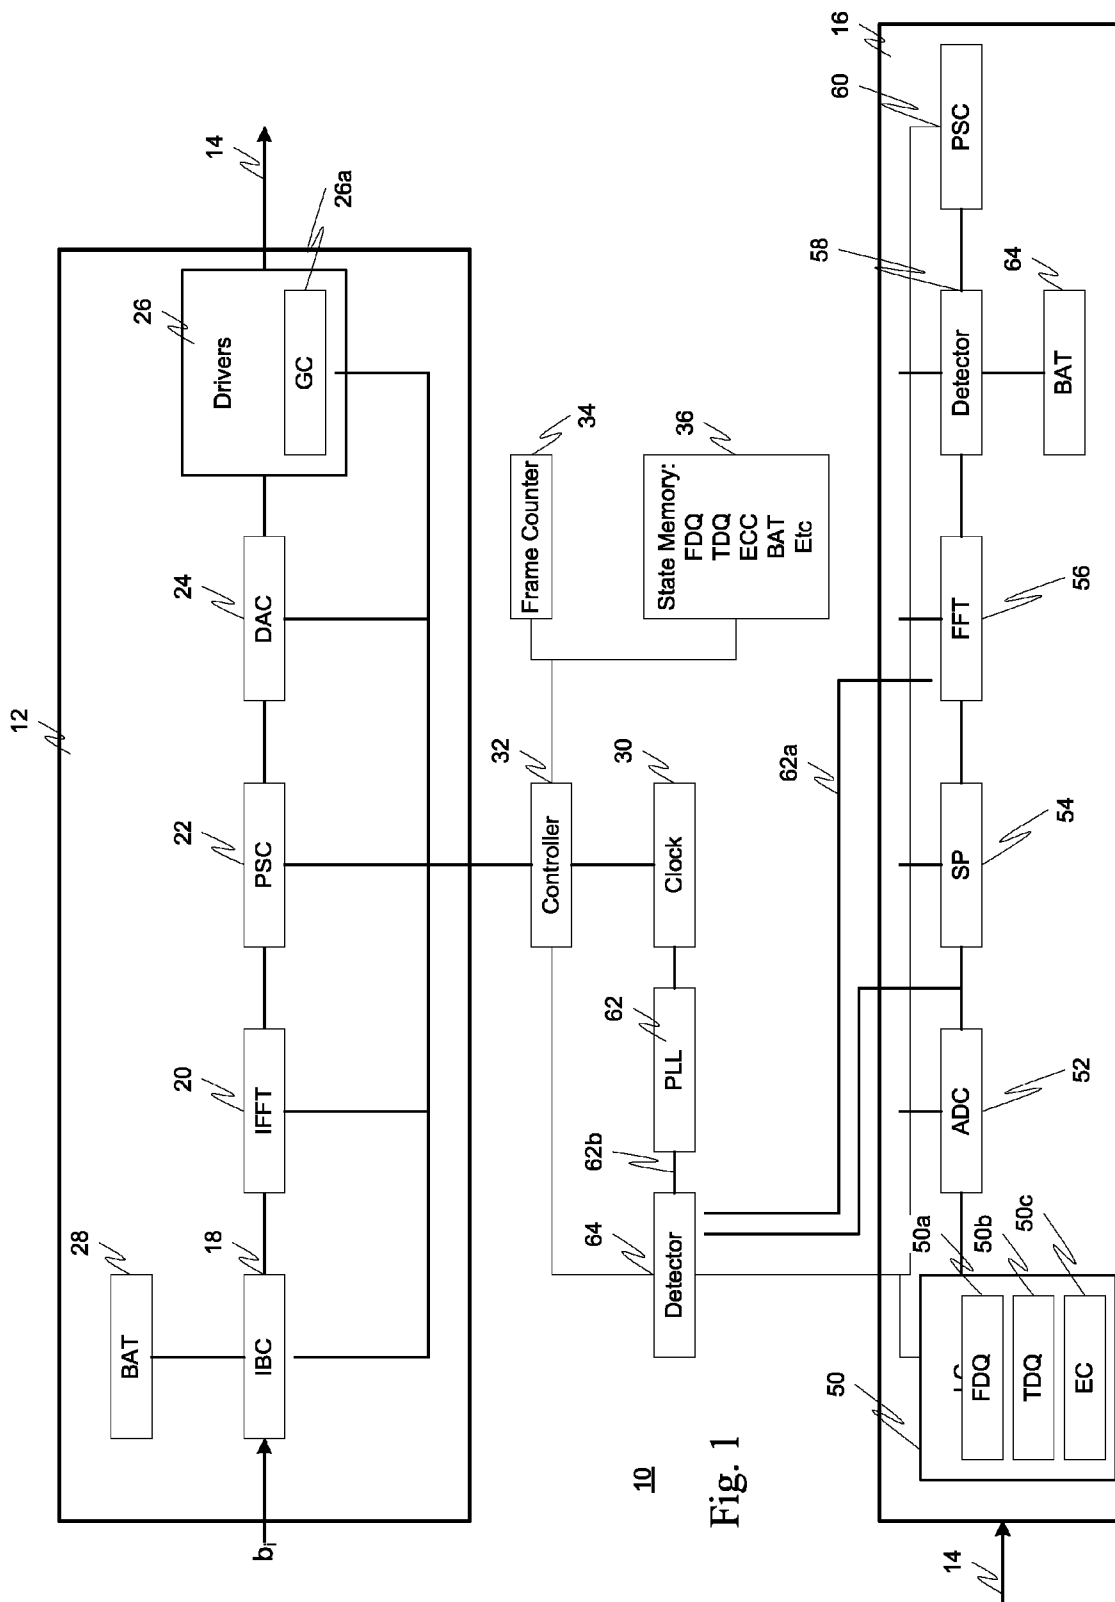 12
BAT
28
14
26
Drivers
26a
bi
IBC
18
IFFT
20
PSC
22
DAC
24
GC
Controller
32
Frame Counter
34
10
Detector
64
62b
PLL
62
Clock
30
State Memory:
FDQ
TDQ
ECC
BAT
Etc
36
Fig. 1
62a
16
50
50a
50b
50c
58
60
14
FDQ
TDQ
EC
ADC
52
SP
54
FFT
56
Detector
PSC
BAT
64